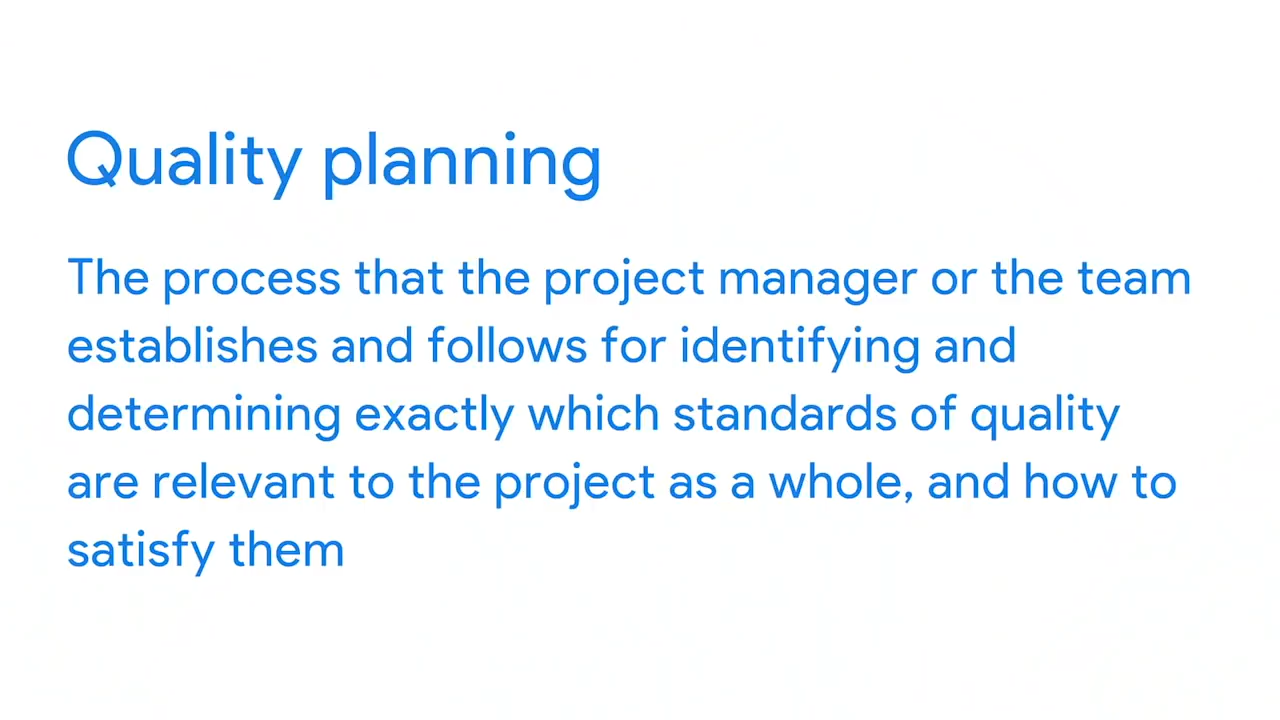 Quality planning
The process that the project manager or the team
establishes and follows for identifying and
determining exactly which standards of quality
are relevant to the project as a whole, and how to
satisfy them